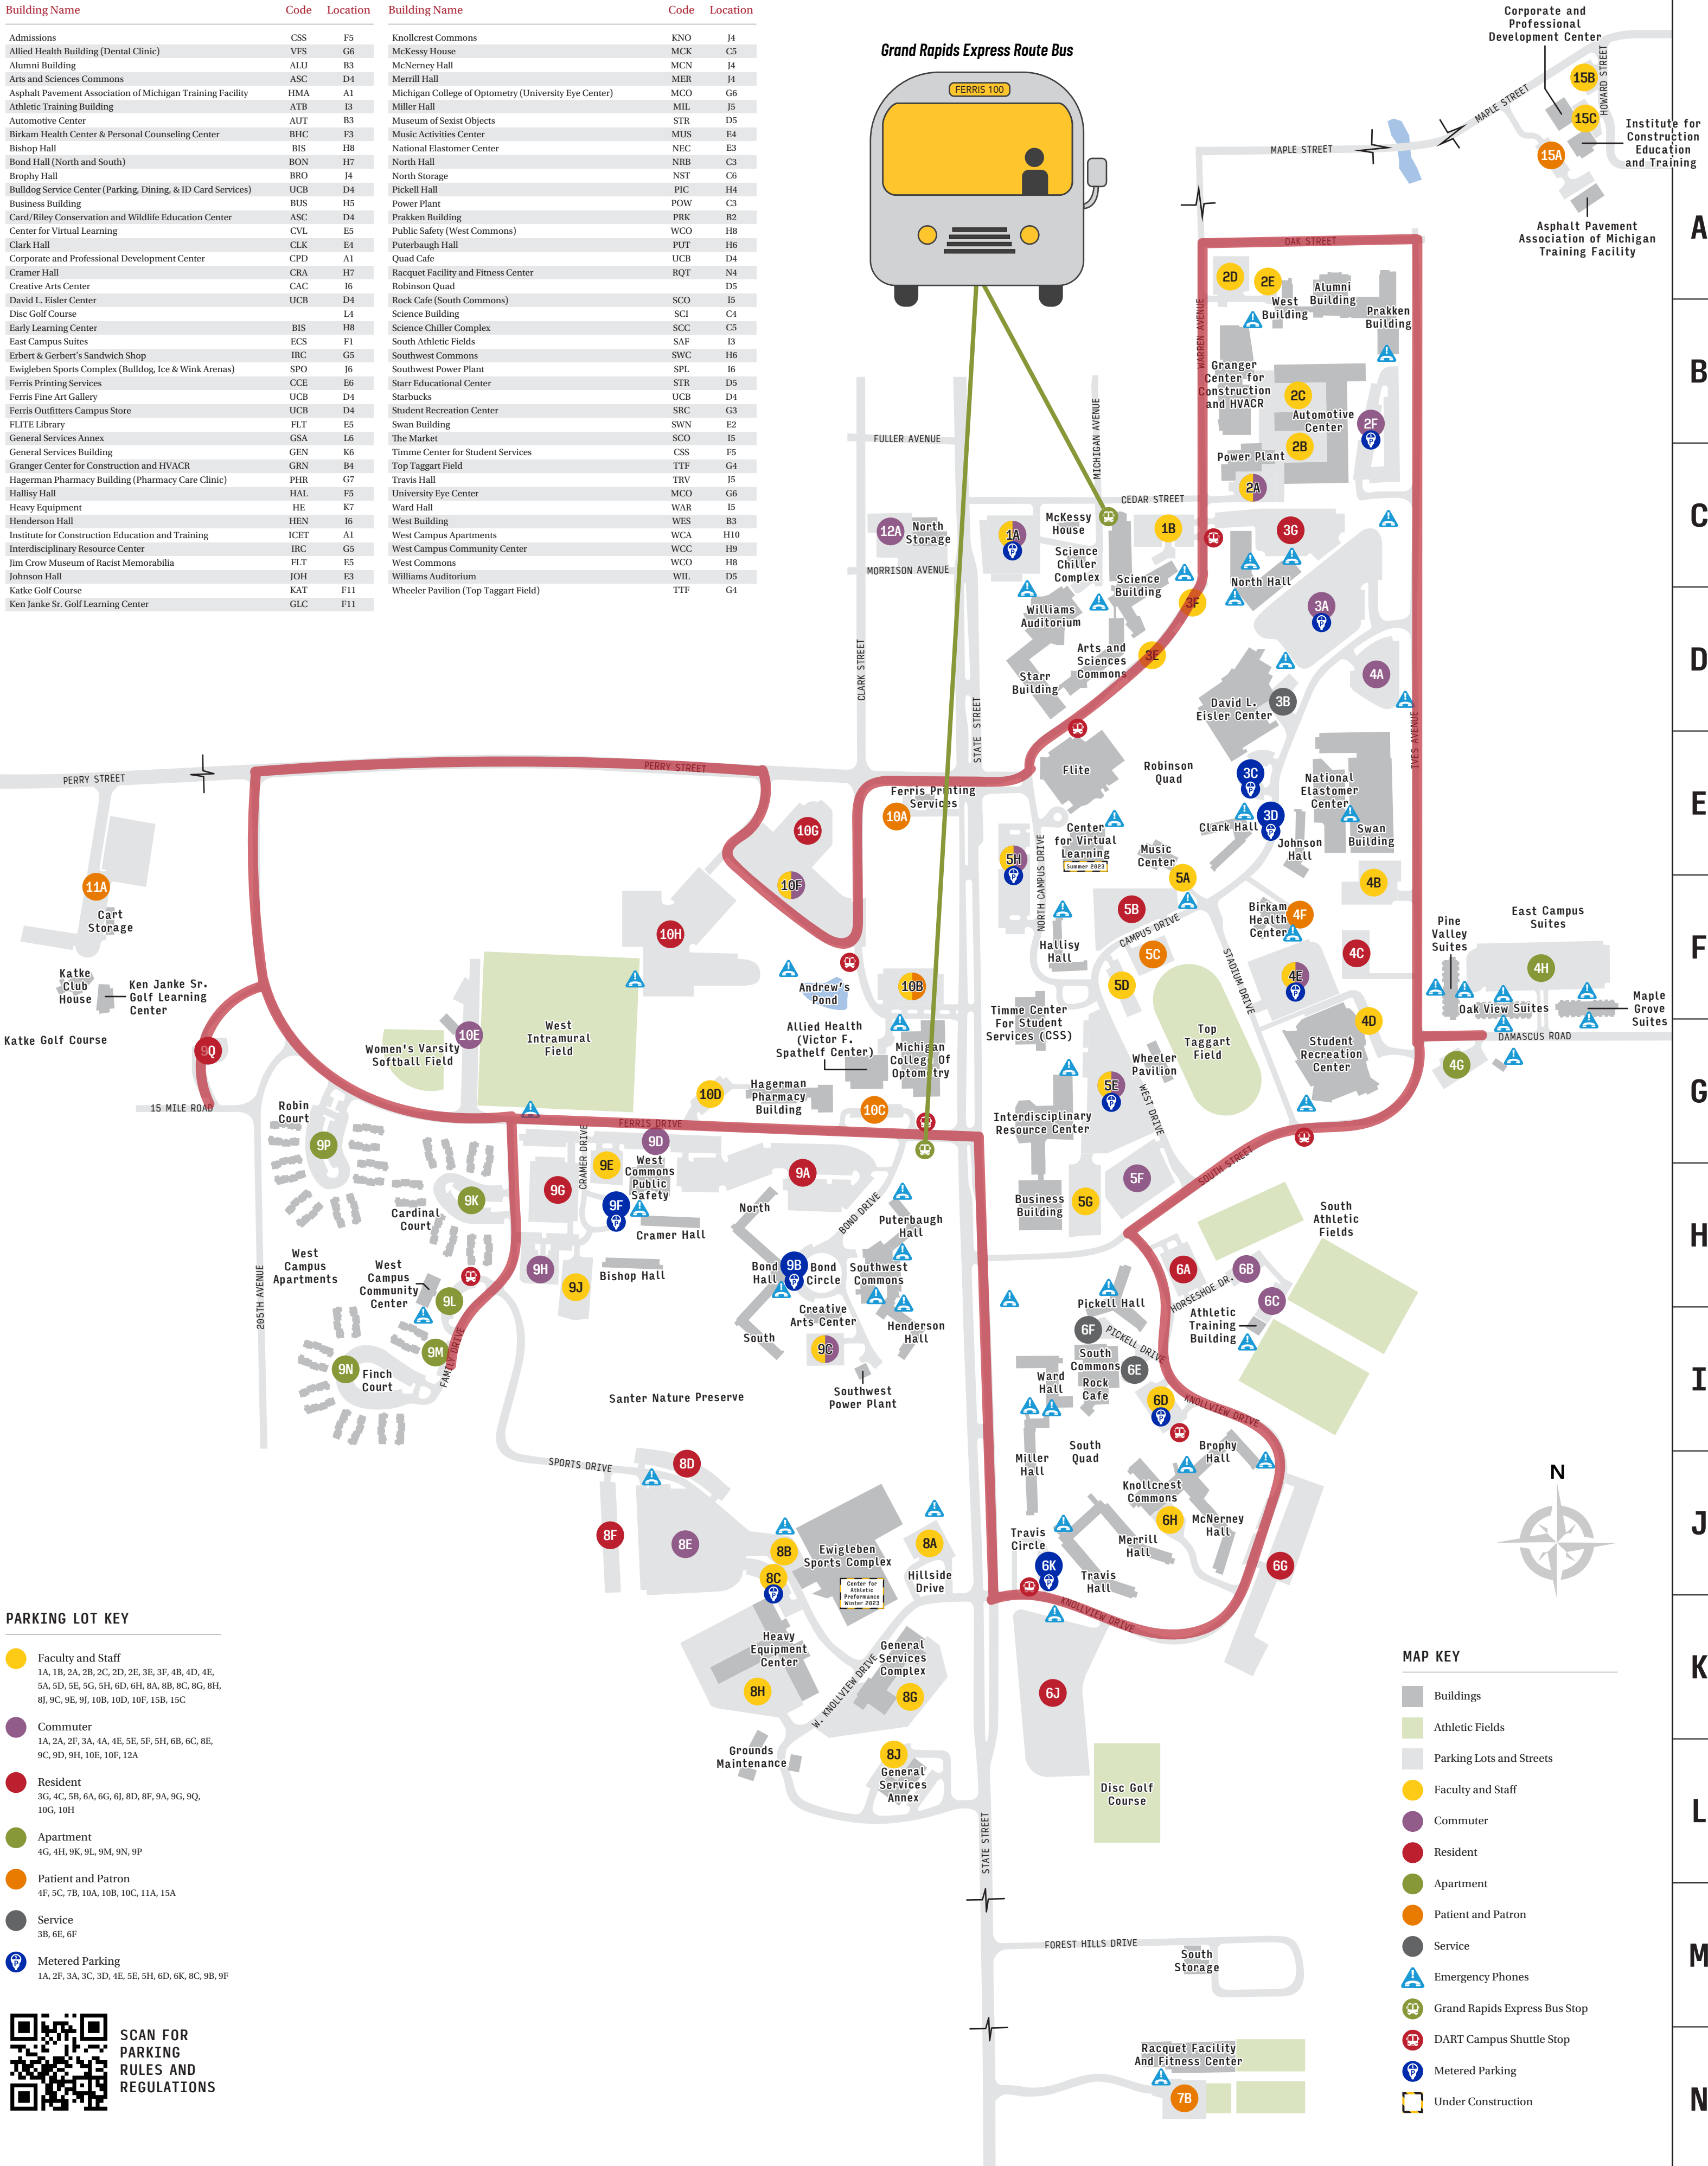 Building Name Code Location
Admissions CSS F5
Allied Health Building (Dental Clinic) VFS G6
Alumni Building ALU B3
Arts and Sciences Commons ASC D4
Asphalt Pavement Association of Michigan Training Facility HMA A1
Athletic Training Building ATB I3
Automotive Center AUT B3
Birkam Health Center & Personal Counseling Center BHC F3
Bishop Hall BIS H8
Bond Hall (North and South) BON H7
Brophy Hall BRO J4
Bulldog Service Center (Parking, Dining, & ID Card Services) UCB D4
Business Building BUS H5
Card/Riley Conservation and Wildlife Education Center ASC D4
Center for Virtual Learning CVL E5
Clark Hall CLK E4
Corporate and Professional Development Center CPD A1
Cramer Hall CRA H7
Creative Arts Center CAC I6
David L. Eisler Center UCB D4
Disc Golf Course L4
Early Learning Center BIS H8
East Campus Suites ECS F1
Erbert & Gerbert's Sandwich Shop IRC G5
Ewigleben Sports Complex (Bulldog, Ice & Wink Arenas) SPO J6
Ferris Printing Services CCE E6
Ferris Fine Art Gallery UCB D4
Ferris Outfitters Campus Store UCB D4
FLITE Library FLT E5
General Services Annex GSA L6
General Services Building GEN K6
Granger Center for Construction and HVACR GRN B4
Hagerman Pharmacy Building (Pharmacy Care Clinic) PHR G7
Hallisy Hall HAL F5
Heavy Equipment HE K7
Henderson Hall HEN I6
Institute for Construction Education and Training ICET A1
Interdisciplinary Resource Center IRC G5
Jim Crow Museum of Racist Memorabilia FLT E5
Johnson Hall JOH E3
Katke Golf Course KAT F11
Ken Janke Sr. Golf Learning Center GLC F11
Building Name Code Location
Knollcrest Commons KNO J4
McKessy House MCK C5
McNerney Hall MCN J4
Merrill Hall MER J4
Michigan College of Optometry (University Eye Center) MCO G6
Miller Hall MIL J5
Museum of Sexist Objects STR D5
Music Activities Center MUS E4
National Elastomer Center NEC E3
North Hall NRB C3
North Storage NST C6
Pickell Hall PIC H4
Power Plant POW C3
Prakken Building PRK B2
Public Safety (West Commons) WCO H8
Puterbaugh Hall PUT H6
Quad Cafe UCB D4
Racquet Facility and Fitness Center RQT N4
Robinson Quad D5
Rock Cafe (South Commons) SCO I5
Science Building SCI C4
Science Chiller Complex SCC C5
South Athletic Fields SAF I3
Southwest Commons SWC H6
Southwest Power Plant SPL I6
Starr Educational Center STR D5
Starbucks UCB D4
Student Recreation Center SRC G3
Swan Building SWN E2
The Market SCO I5
Timme Center for Student Services CSS F5
Top Taggart Field TTF G4
Travis Hall TRV J5
University Eye Center MCO G6
Ward Hall WAR I5
West Building WES B3
West Campus Apartments WCA H10
West Campus Community Center WCC H9
West Commons WCO H8
Williams Auditorium WIL D5
Wheeler Pavilion (Top Taggart Field) TTF G4
Grand Rapids Express Route Bus
FERRIS 100
Corporate and
Professional
Development Center
HOWARD STREET
15B
15C
15A
MAPLE STREET
MAPLE STREET
Institute for
Construction
Education
and Training
Asphalt Pavement
Association of Michigan
Training Facility
A
B
C
D
E
F
G
H
I
J
K
L
M
N
OAK STREET
WARREN AVENUE
2D
2E
West
Building
Alumni
Building
Prakken
Building
Granger
Center for
Construction
and HVACR
2C
Automotive
Center
2F
2B
Power Plant
2A
MICHIGAN AVENUE
FULLER AVENUE
CEDAR STREET
12A
North
Storage
MORRISON AVENUE
CLARK STREET
STATE STREET
1A
McKessy
House
1B
Science
Chiller
Complex
Science
Building
3G
North Hall
3F
3A
Williams
Auditorium
Arts and
Sciences
Commons
3E
Starr
Building
4A
David L.
Eisler Center
3B
IVES AVENUE
PERRY STREET
PERRY STREET
Flite
Robinson
Quad
3C
National
Elastomer
Center
Ferris Printing
Services
10A
10G
10F
3D
Clark Hall
Johnson
Hall
Swan
Building
Center
for Virtual
Learning
Summer 2023
Music
Center
5H
5A
4B
NORTH CAMPUS DRIVE
11A
Cart
Storage
10H
5B
CAMPUS DRIVE
5C
Hallisy
Hall
Birkam
Health
Center
4F
4C
4E
STADIUM DRIVE
Pine
Valley
Suites
East Campus
Suites
4H
Oak View Suites
Maple
Grove
Suites
DAMASCUS ROAD
4G
Katke
Club
House
Ken Janke Sr.
Golf Learning
Center
Katke Golf Course
9Q
15 MILE ROAD
10E
Women's Varsity
Softball Field
West
Intramural
Field
Andrew's
Pond
10B
5D
Allied Health
(Victor F.
Spathelf Center)
Michigan
College Of
Optometry
Timme Center
For Student
Services (CSS)
Top
Taggart
Field
4D
Student
Recreation
Center
Wheeler
Pavilion
5E
WEST DRIVE
10D
Hagerman
Pharmacy
Building
10C
Interdisciplinary
Resource Center
FERRIS DRIVE
Robin
Court
9P
CRAMER DRIVE
9D
9E
West
Commons
Public
Safety
9A
9G
9F
Cramer Hall
9K
Cardinal
Court
North
BOND DRIVE
Puterbaugh
Hall
Business
Building
5G
5F
SOUTH STREET
South
Athletic
Fields
205TH AVENUE
West
Campus
Apartments
West
Campus
Community
Center
9L
9H
9J
Bishop Hall
Bond
Hall
9B
Bond
Circle
Southwest
Commons
Creative
Arts Center
Henderson
Hall
South
9C
Southwest
Power Plant
Santer Nature Preserve
9M
FAMILY DRIVE
9N
Finch
Court
6A
6B
HORSESHOE DR.
6C
Pickell Hall
Athletic
Training
Building
6F
PICKELL DRIVE
South
Commons
6E
Rock
Cafe
Ward
Hall
6D
KNOLLVIEW DRIVE
South
Quad
Brophy
Hall
Miller
Hall
Knollcrest
Commons
McNerney
Hall
6H
Merrill
Hall
Travis
Circle
6K
Travis
Hall
6G
KNOLLVIEW DRIVE
N
SPORTS DRIVE
8D
8F
8E
8B
8C
Ewigleben
Sports Complex
Center for
Athletic
Preformance
Winter 2023
8A
Hillside
Drive
Heavy
Equipment
Center
General
Services
Complex
8H
W. KNOLLVIEW DRIVE
8G
Grounds
Maintenance
8J
General
Services
Annex
6J
Disc Golf
Course
STATE STREET
FOREST HILLS DRIVE
South
Storage
Racquet Facility
And Fitness Center
7B
PARKING LOT KEY
Faculty and Staff
1A, 1B, 2A, 2B, 2C, 2D, 2E, 3E, 3F, 4B, 4D, 4E,
5A, 5D, 5E, 5G, 5H, 6D, 6H, 8A, 8B, 8C, 8G, 8H,
8J, 9C, 9E, 9J, 10B, 10D, 10F, 15B, 15C
Commuter
1A, 2A, 2F, 3A, 4A, 4E, 5E, 5F, 5H, 6B, 6C, 8E,
9C, 9D, 9H, 10E, 10F, 12A
Resident
3G, 4C, 5B, 6A, 6G, 6J, 8D, 8F, 9A, 9G, 9Q,
10G, 10H
Apartment
4G, 4H, 9K, 9L, 9M, 9N, 9P
Patient and Patron
4F, 5C, 7B, 10A, 10B, 10C, 11A, 15A
Service
3B, 6E, 6F
Metered Parking
1A, 2F, 3A, 3C, 3D, 4E, 5E, 5H, 6D, 6K, 8C, 9B, 9F
SCAN FOR
PARKING
RULES AND
REGULATIONS
MAP KEY
Buildings
Athletic Fields
Parking Lots and Streets
Faculty and Staff
Commuter
Resident
Apartment
Patient and Patron
Service
Emergency Phones
Grand Rapids Express Bus Stop
DART Campus Shuttle Stop
Metered Parking
Under Construction